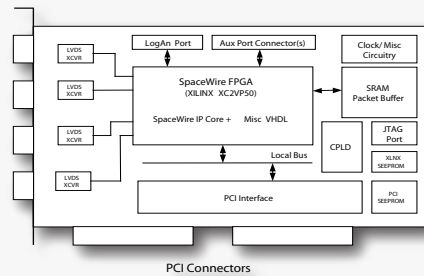 LogAn Port
Aux Port Connector(s)
Clock/ Misc
Circuitry
LVDS
XCVR
LVDS
XCVR
LVDS
XCVR
LVDS
XCVR
SpaceWire FPGA
(XILINX XC2VP50)
SpaceWire IP Core + Misc VHDL
SRAM
Packet Buffer
CPLD
JTAG
Port
XLNX
SEEPROM
PCI
SEEPROM
Local Bus
PCI Interface
PCI Connectors